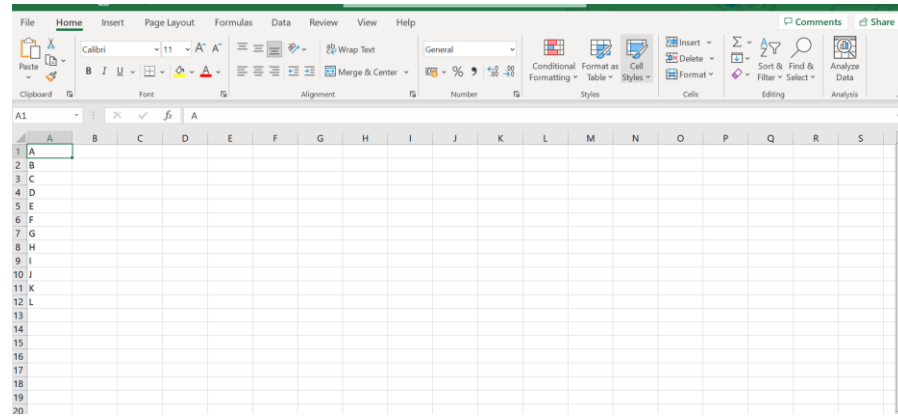 File Home Insert Page Layout Formulas Data Review View Help Comments Share
Calibri 11 A^ A˅ Wrap Text General Insert Σ
Paste B I U A Merge & Center % 9 Conditional Formatting Format as Table Cell Styles Delete Format Sort & Filter Find & Select Analyze Data
Clipboard Font Alignment Number Styles Cells Editing Analysis
A1 fx A
A B C D E F G H I J K L M N O P Q R S
1 A
2 B
3 C
4 D
5 E
6 F
7 G
8 H
9 I
10 J
11 K
12 L
13
14
15
16
17
18
19
20